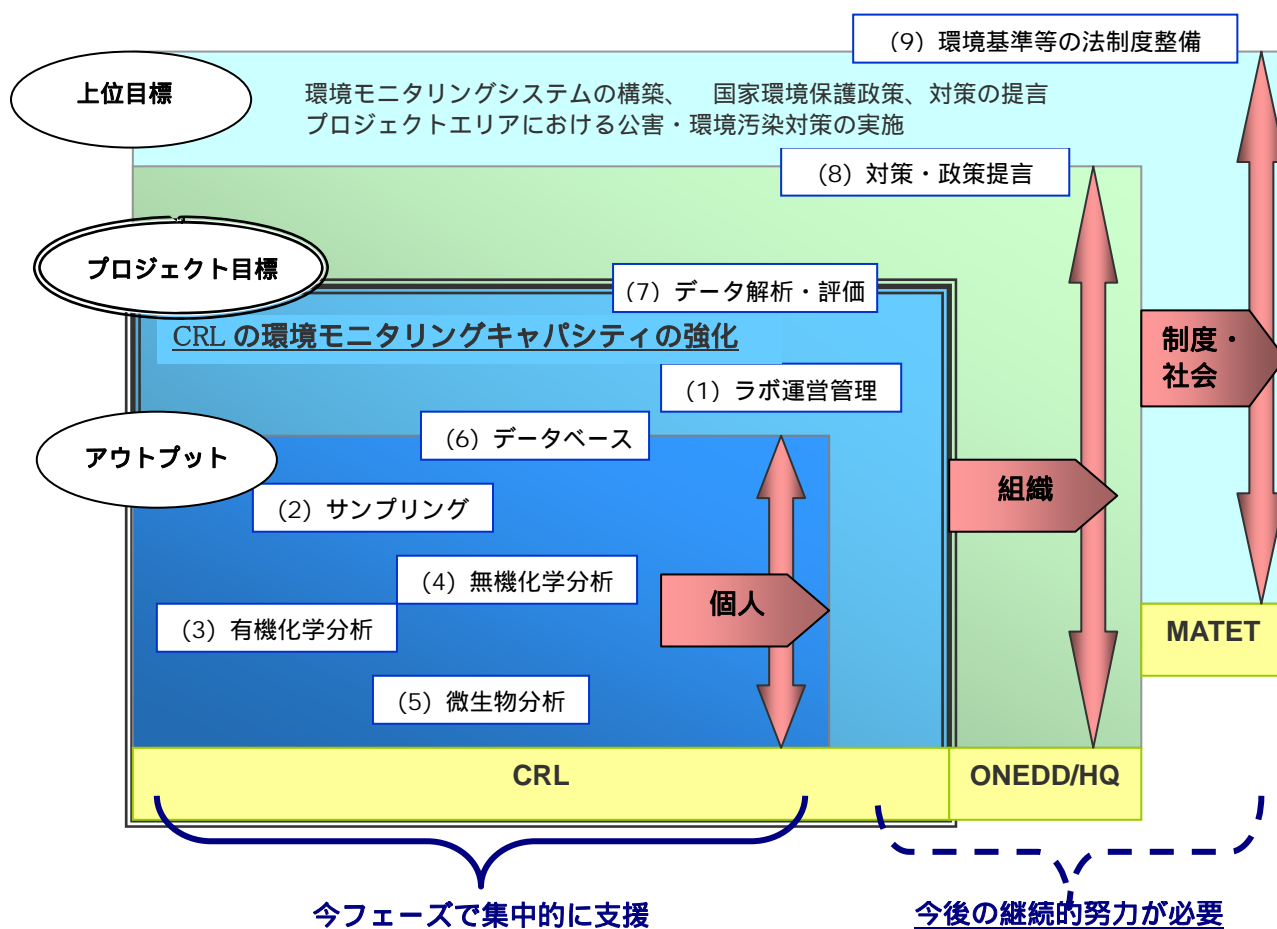 (9) 環境基準等の法制度整備
上位目標
環境モニタリングシステムの構築、　国家環境保護政策、対策の提言
プロジェクトエリアにおける公害・環境汚染対策の実施
(8) 対策・政策提言
プロジェクト目標
(7) データ解析・評価
CRL の環境モニタリングキャパシティの強化
制度・
社会
(1) ラボ運営管理
(6) データベース
アウトプット
組織
(2) サンプリング
(4) 無機化学分析
個人
(3) 有機化学分析
MATET
(5) 微生物分析
CRL
ONEDD/HQ
今フェーズで集中的に支援
今後の継続的努力が必要